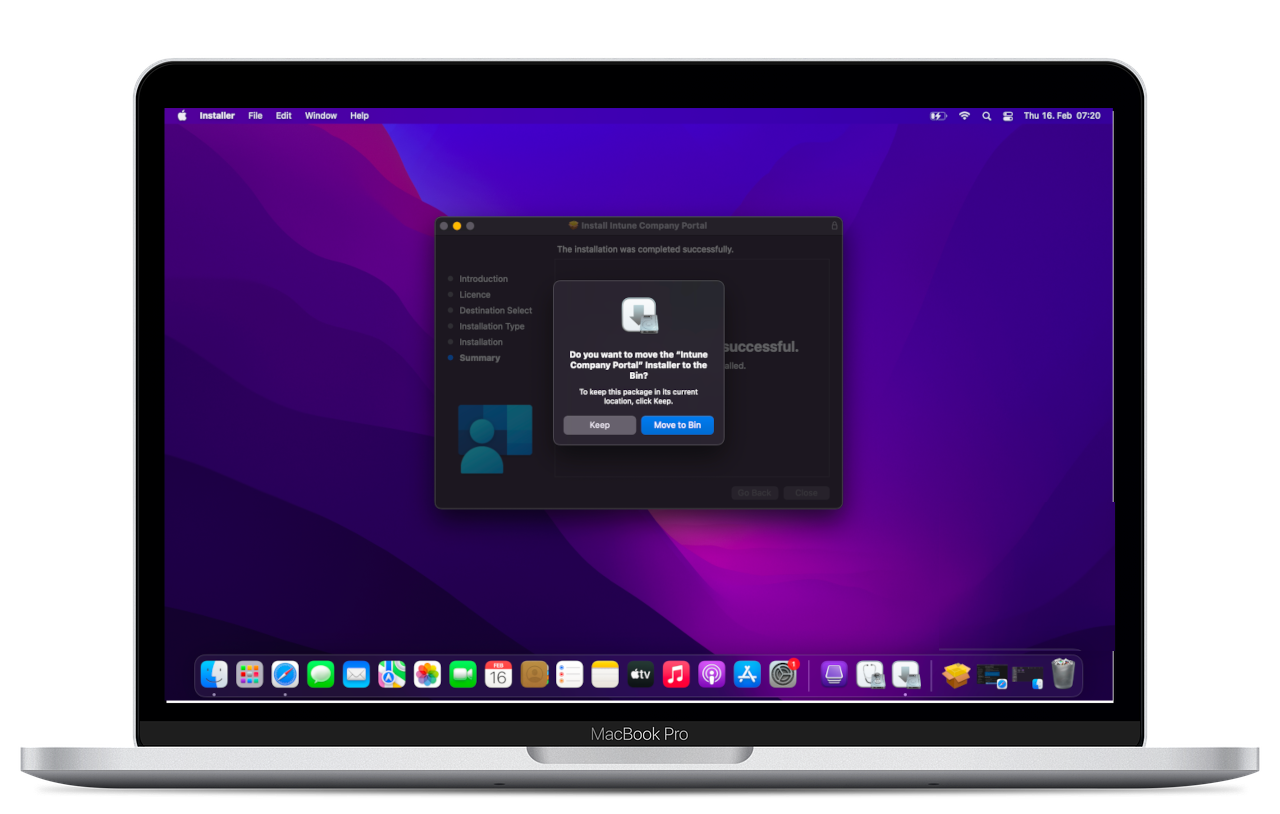 Installer File Edit Window Help Thu 16. Feb 07:20
Install Intune Company Portal
The installation was completed successfully.
Introduction
Licence
Destination Select
Installation Type
Installation
Summary
successful.
Do you want to move the “Intune
Company Portal” Installer to the
Bin?
To keep this package in its current
location, click Keep.
Keep Move to Bin
Go Back Close
FEB
16
tv
1
MacBook Pro